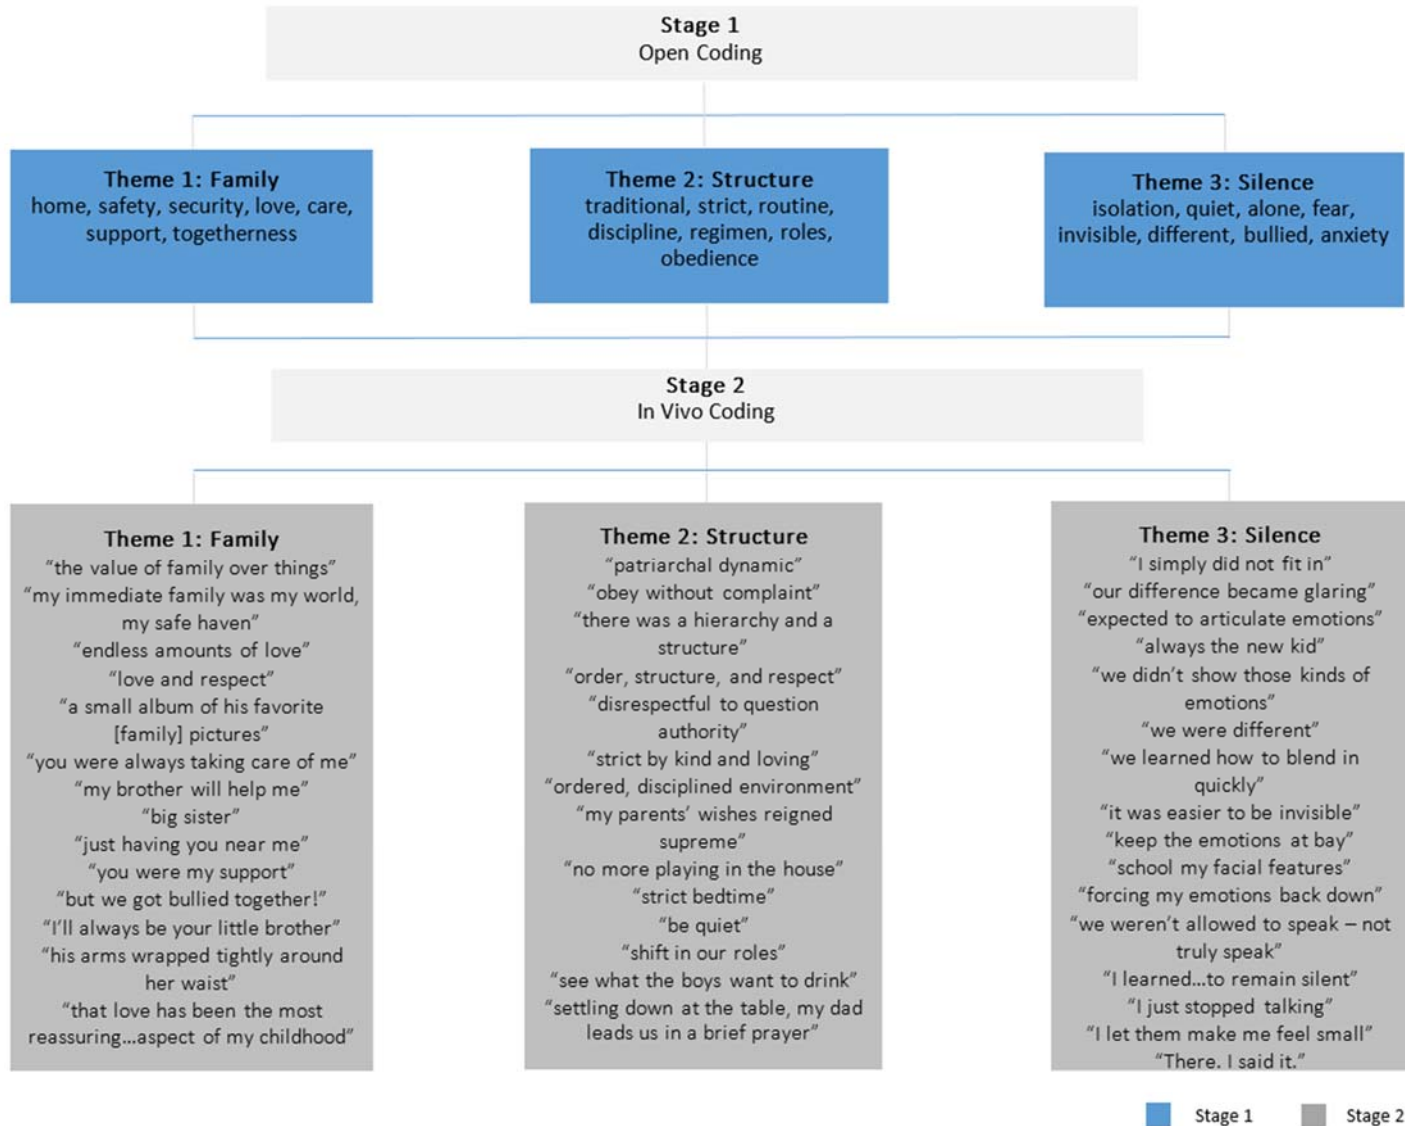 Stage 1
Open Coding
Theme 1: Family
home, safety, security, love, care,
support, togetherness
Theme 2: Structure
traditional, strict, routine,
discipline, regimen, roles,
obedience
Theme 3: Silence
isolation, quiet, alone, fear,
invisible, different, bullied, anxiety
Stage 2
In Vivo Coding
Theme 1: Family
“the value of family over things”
“my immediate family was my world,
my safe haven”
“endless amounts of love”
“love and respect”
“a small album of his favorite
[family] pictures”
“you were always taking care of me”
“my brother will help me”
“big sister”
“just having you near me”
“you were my support”
“but we got bullied together!”
“I’ll always be your little brother”
“his arms wrapped tightly around
her waist”
“that love has been the most
reassuring…aspect of my childhood”
Theme 2: Structure
“patriarchal dynamic”
“obey without complaint”
“there was a hierarchy and a
structure”
“order, structure, and respect”
“disrespectful to question
authority”
“strict by kind and loving”
“ordered, disciplined environment”
“my parents’ wishes reigned
supreme”
“no more playing in the house”
“strict bedtime”
“be quiet”
“shift in our roles”
“see what the boys want to drink”
“settling down at the table, my dad
leads us in a brief prayer”
Theme 3: Silence
“I simply did not fit in”
“our difference became glaring”
“expected to articulate emotions”
“always the new kid”
“we didn’t show those kinds of
emotions”
“we were different”
“we learned how to blend in
quickly”
“it was easier to be invisible”
“keep the emotions at bay”
“school my facial features”
“forcing my emotions back down”
“we weren’t allowed to speak – not
truly speak”
“I learned…to remain silent”
“I just stopped talking”
“I let them make me feel small”
“There. I said it.”
Stage 1
Stage 2